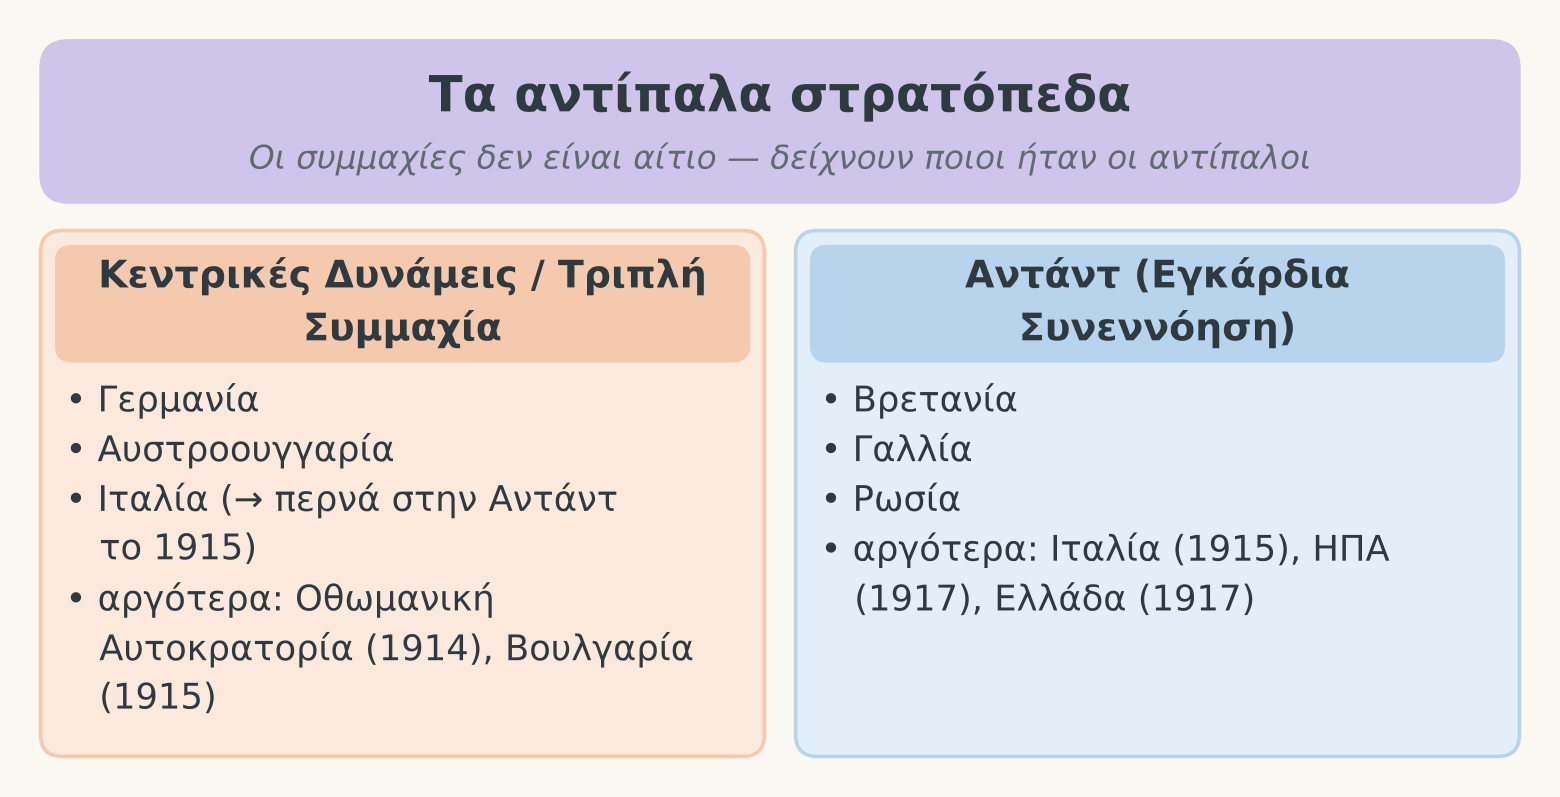 Τα αντίπαλα στρατόπεδα
Οι συμμαχίες δεν είναι αίτιο — δείχνουν ποιοι ήταν οι αντίπαλοι
Κεντρικές Δυνάμεις / Τριπλή
Συμμαχία
• Γερμανία
• Αυστροουγγαρία
• Ιταλία (→ περνά στην Αντάντ
το 1915)
• αργότερα: Οθωμανική
Αυτοκρατορία (1914), Βουλγαρία
(1915)
Αντάντ (Εγκάρδια
Συνεννόηση)
• Βρετανία
• Γαλλία
• Ρωσία
• αργότερα: Ιταλία (1915), ΗΠΑ
(1917), Ελλάδα (1917)